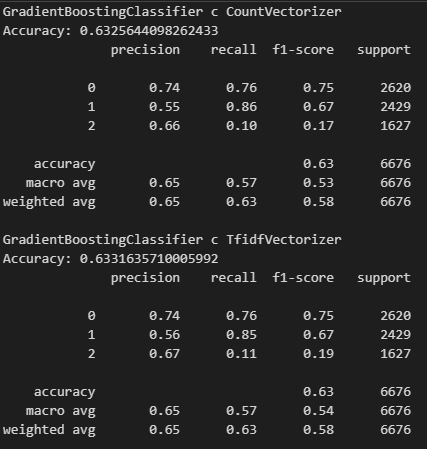 GradientBoostingClassifier c CountVectorizer
Accuracy: 0.6325644098262433
precision recall f1-score support
0 0.74 0.76 0.75 2620
1 0.55 0.86 0.67 2429
2 0.66 0.10 0.17 1627
accuracy 0.63 6676
macro avg 0.65 0.57 0.53 6676
weighted avg 0.65 0.63 0.58 6676
GradientBoostingClassifier c TfidfVectorizer
Accuracy: 0.6331635710005992
precision recall f1-score support
0 0.74 0.76 0.75 2620
1 0.56 0.85 0.67 2429
2 0.67 0.11 0.19 1627
accuracy 0.63 6676
macro avg 0.65 0.57 0.54 6676
weighted avg 0.65 0.63 0.58 6676